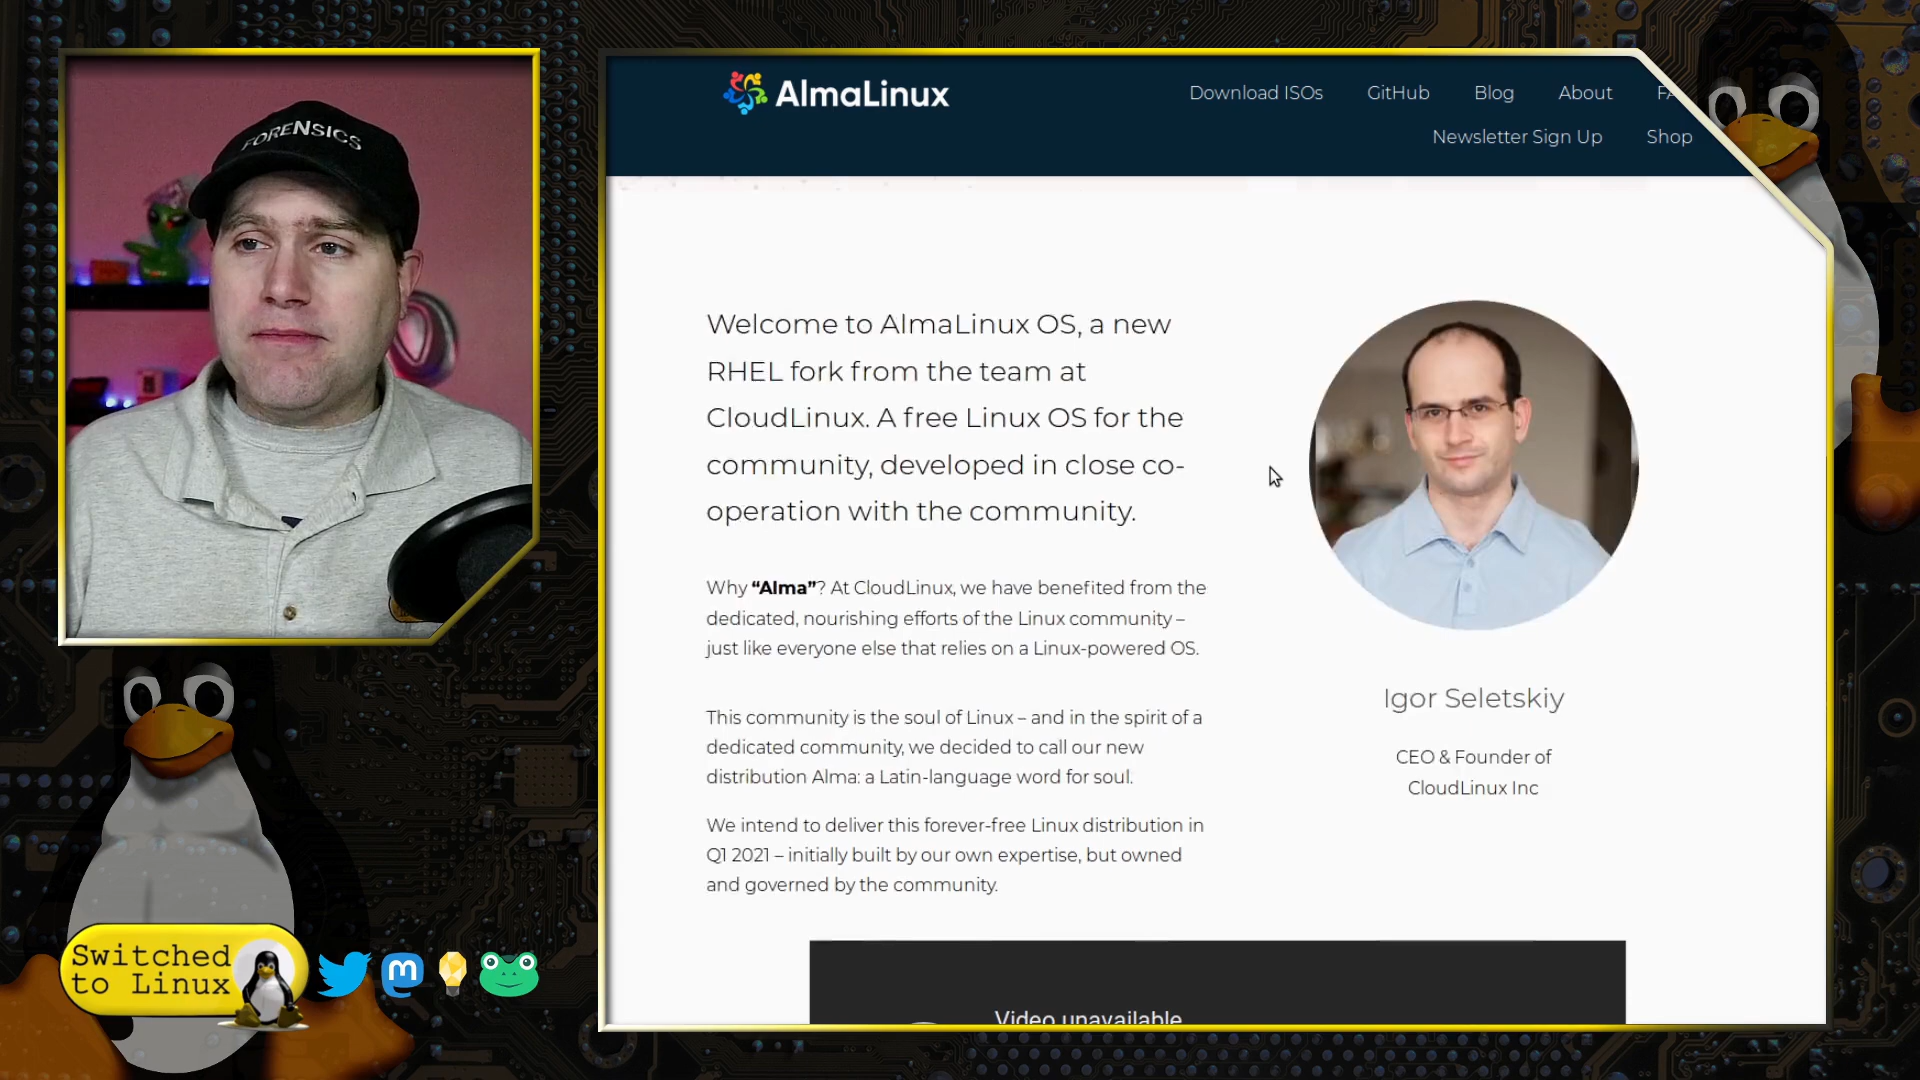 FORENSICS
AlmaLinux
Download ISOs GitHub Blog About
Newsletter Sign Up Shop
Welcome to AlmaLinux OS, a new
RHEL fork from the team at
CloudLinux. A free Linux OS for the
community, developed in close co-
operation with the community.
Why “Alma”? At CloudLinux, we have benefited from the
dedicated, nourishing efforts of the Linux community –
just like everyone else that relies on a Linux-powered OS.
This community is the soul of Linux – and in the spirit of a
dedicated community, we decided to call our new
distribution Alma: a Latin-language word for soul.
We intend to deliver this forever-free Linux distribution in
Q1 2021 – initially built by our own expertise, but owned
and governed by the community.
Igor Seletskiy
CEO & Founder of
CloudLinux Inc
Video unavailable
Switched
to Linux